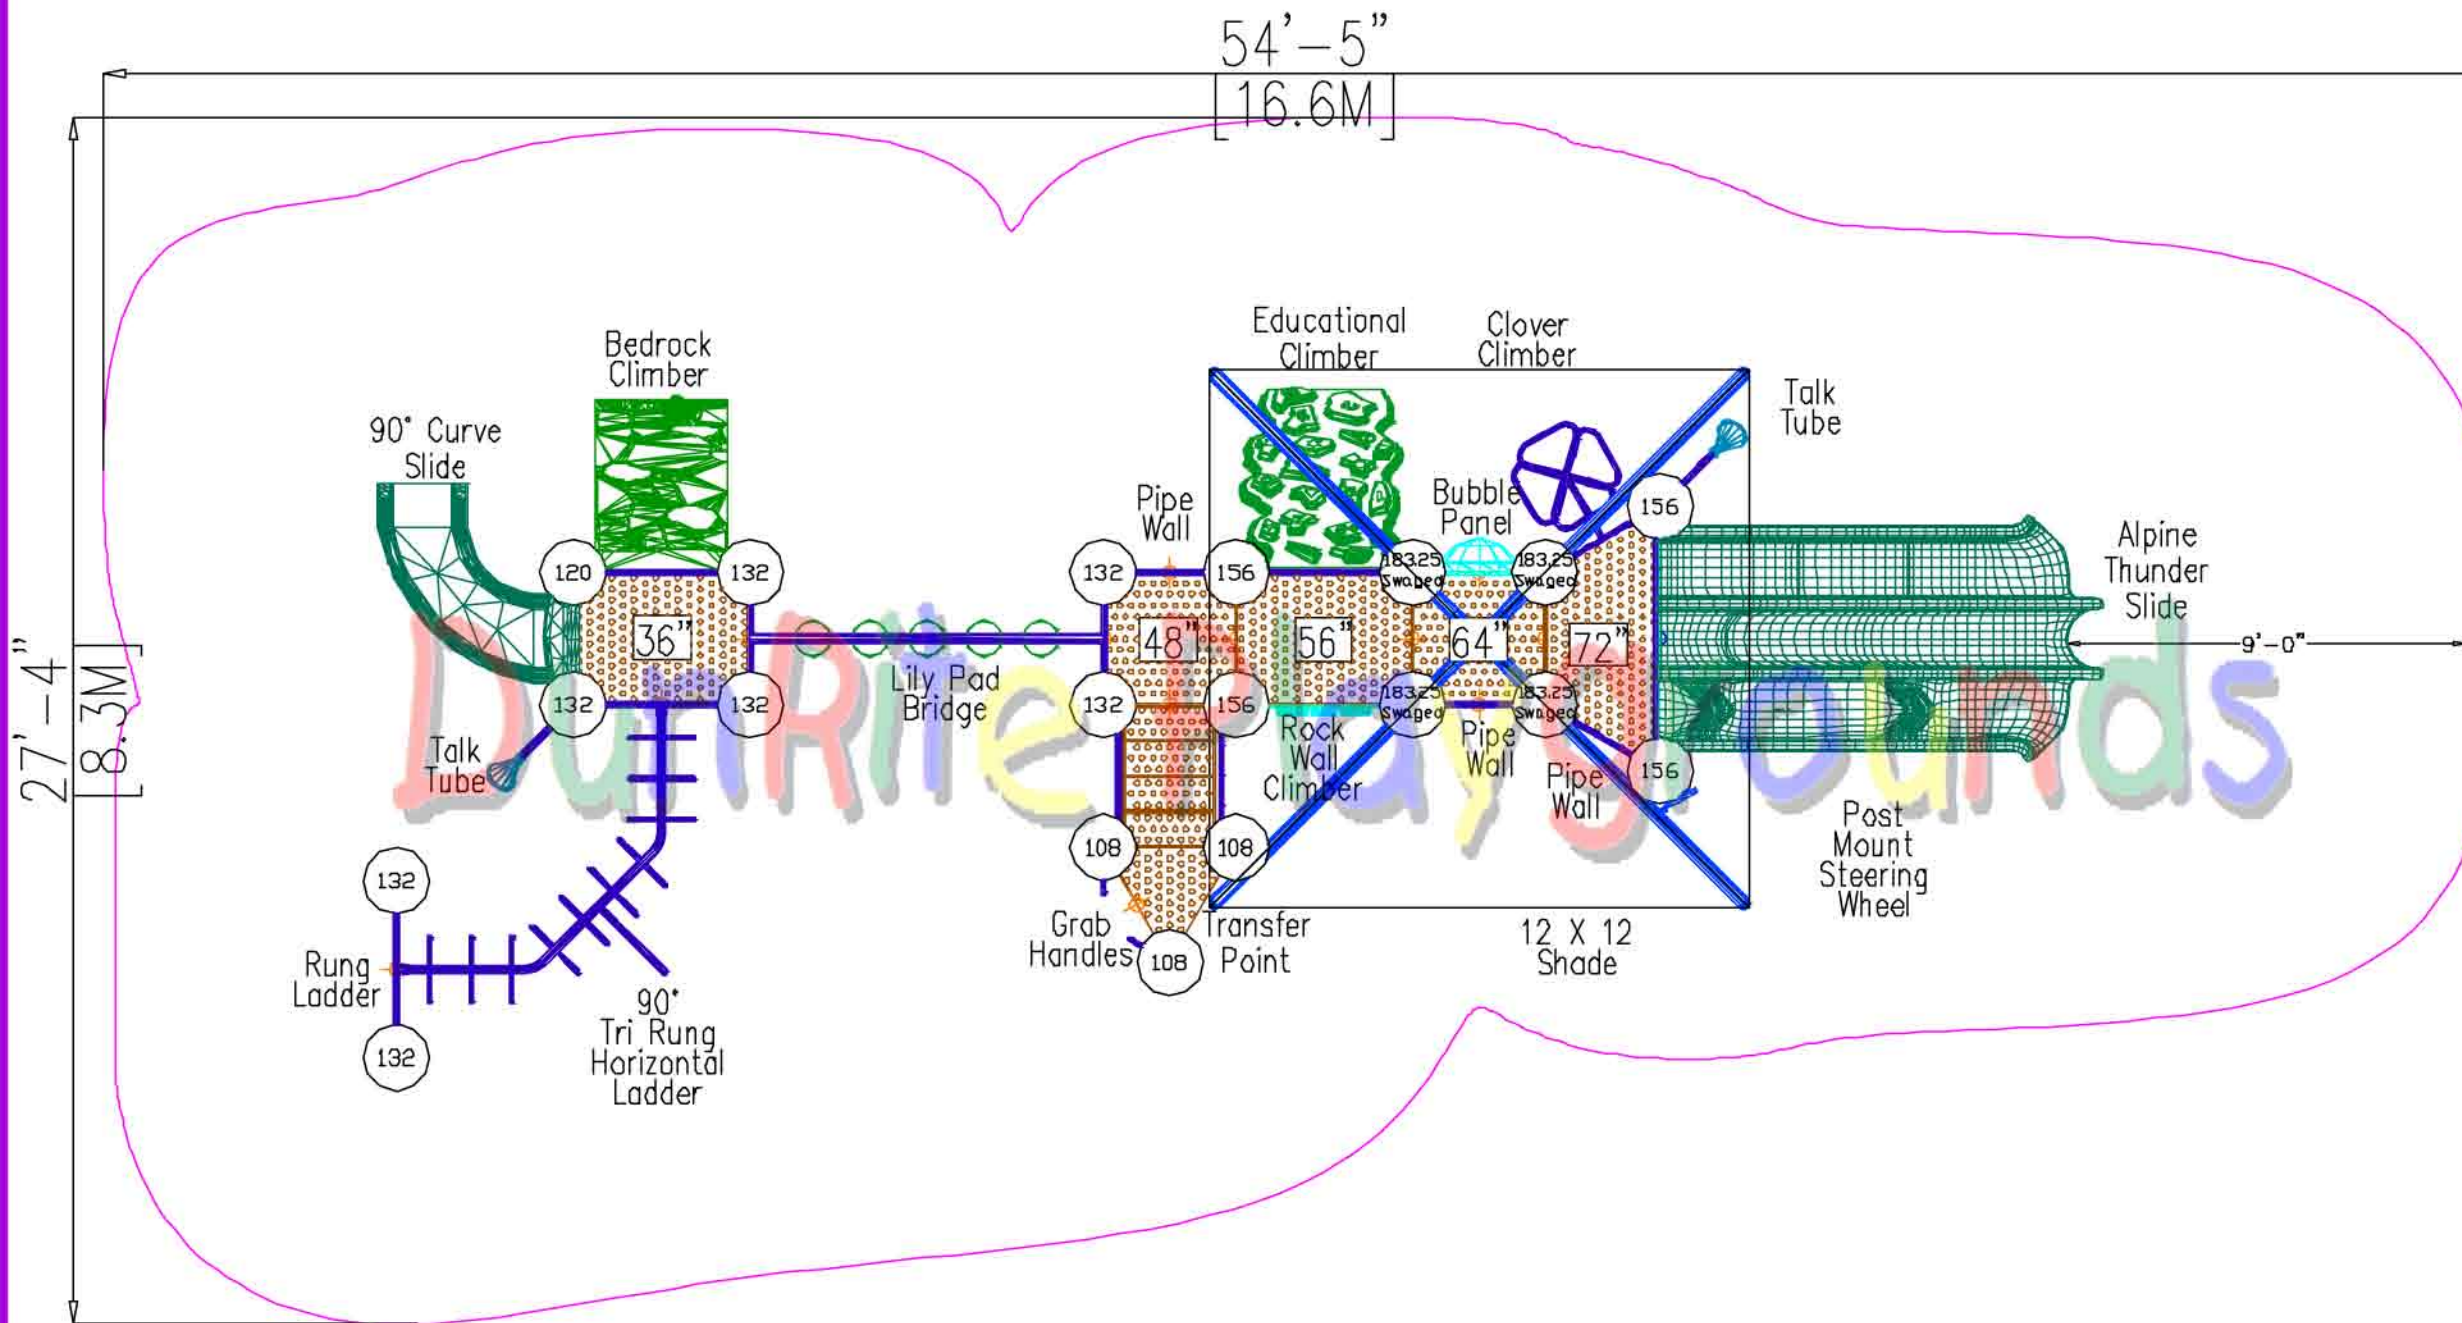 54'-5"
[16.6M]
27'-4"
[8.3M]
Educational
Climber
Clover
Climber
Bedrock
Climber
Talk
Tube
90° Curve
Slide
Pipe
Wall
Bubble
Panel
156
Alpine
Thunder
Slide
120
132
132
156
183.25
Swaged
183.25
Swaged
36"
48"
56"
64"
72"
9'-0"
Lily Pad
Bridge
132
132
132
156
183.25
Swaged
183.25
Swaged
DunRite Playgrounds
Talk
Tube
Rock
Wall
Climber
Pipe
Wall
Pipe
Wall
156
Post
Mount
Steering
Wheel
108
108
132
Grab
Handles
108
Transfer
Point
12 X 12
Shade
Rung
Ladder
132
90°
Tri Rung
Horizontal
Ladder